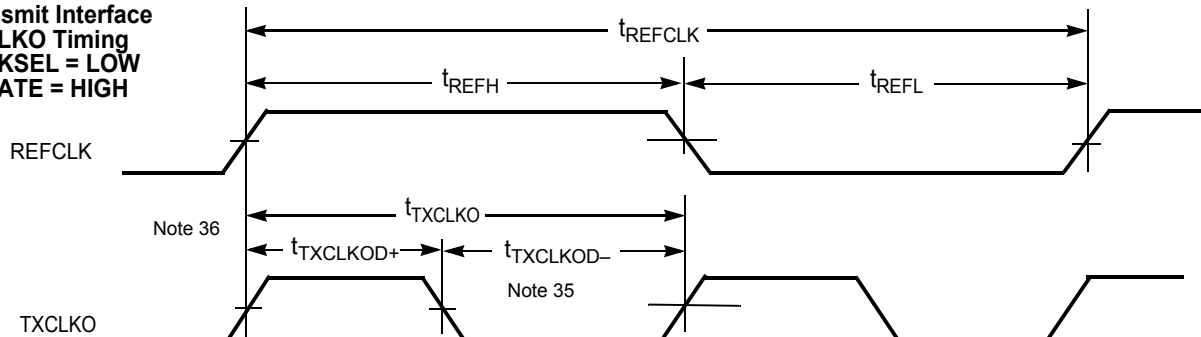 smit Interface
LKO Timing
KSEL = LOW
ATE = HIGH
tREFCLK
tREFH
tREFL
REFCLK
Note 36
tTXCLKO
tTXCLKOD+
tTXCLKOD–
Note 35
TXCLKO